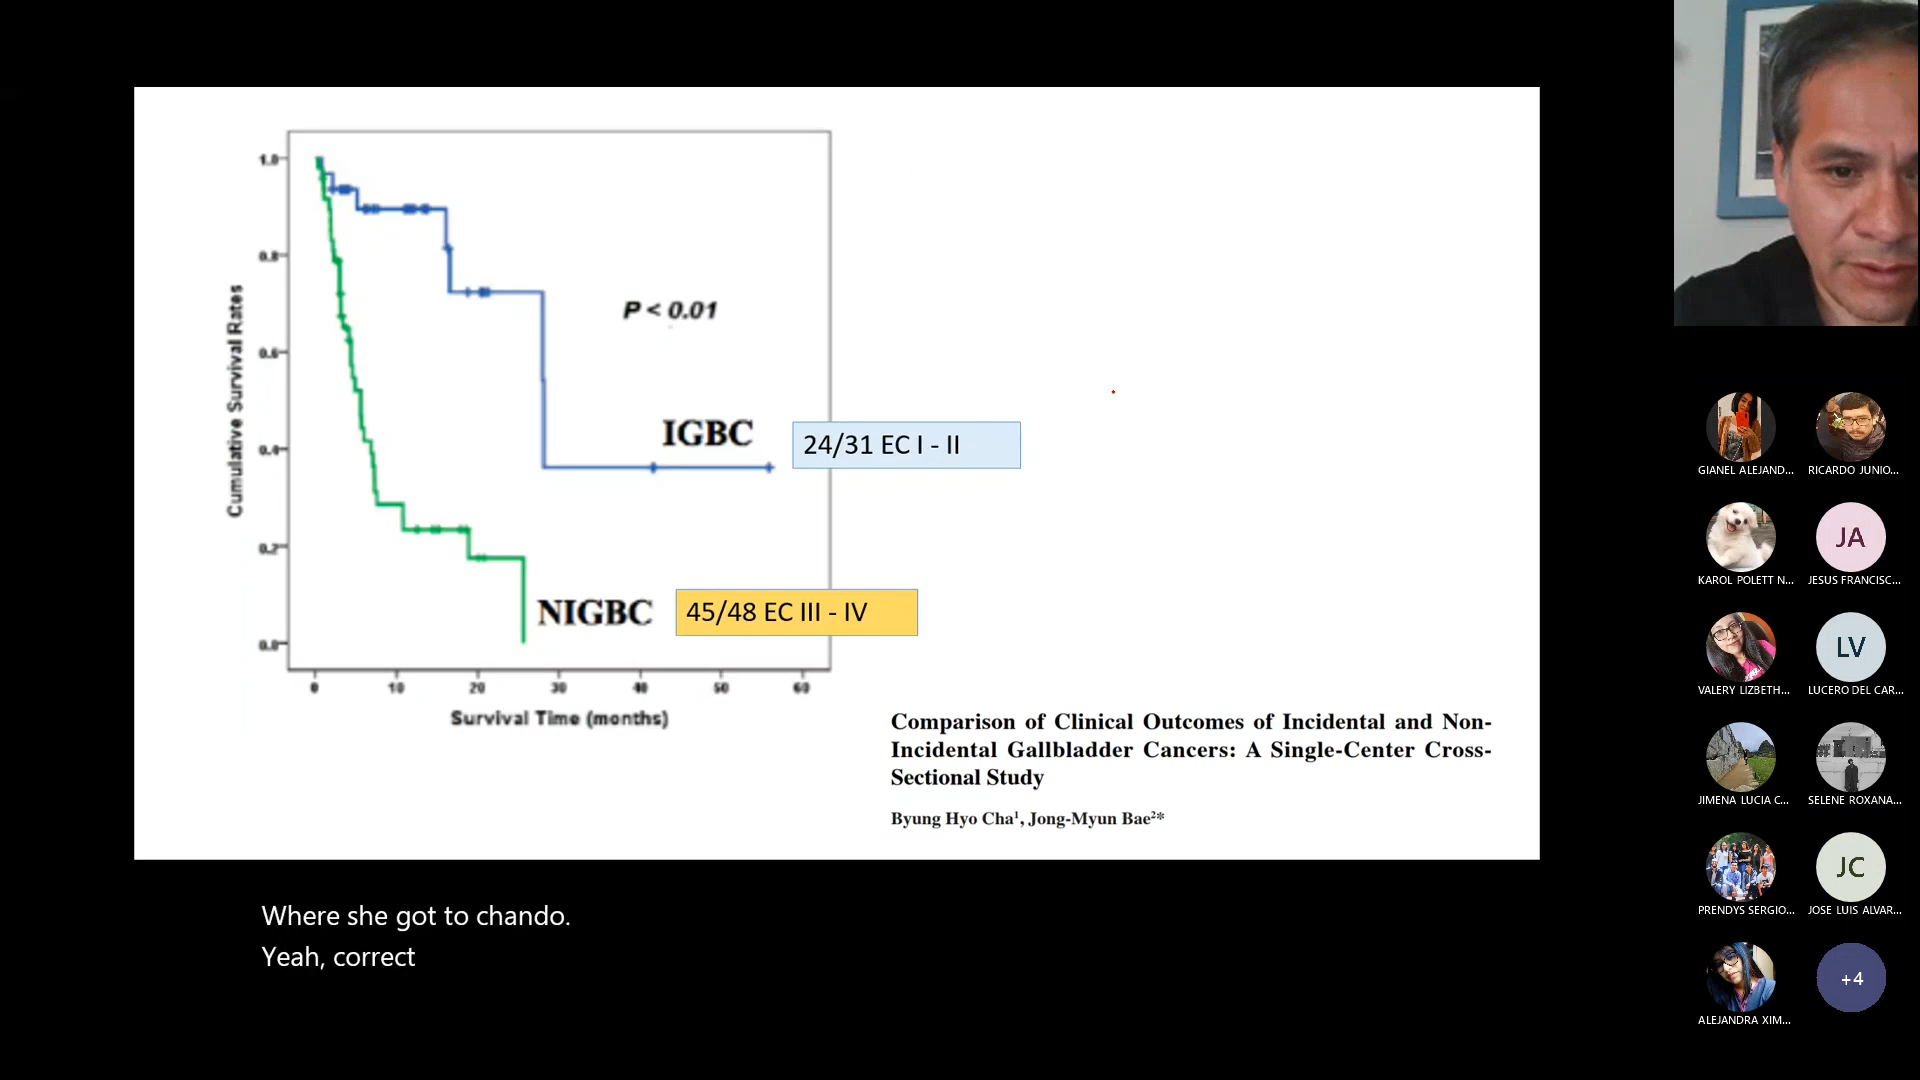 1.0
0.8
0.6
0.4
0.2
0.0
Cumulative Survival Rates
P < 0.01
IGBC
24/31 EC I - II
NIGBC
45/48 EC III - IV
0 10 20 30 40 50 60
Survival Time (months)
Comparison of Clinical Outcomes of Incidental and Non-
Incidental Gallbladder Cancers: A Single-Center Cross-
Sectional Study
Byung Hyo Cha¹, Jong-Myun Bae²*
Where she got to chando.
Yeah, correct
GIANEL ALEJAND...
RICARDO JUNIO...
KAROL POLETT N...
JA
JESUS FRANCISC...
VALERY LIZBETH...
LV
LUCERO DEL CAR...
JIMENA LUCIA C...
SELENE ROXANA...
PRENDYS SERGIO...
JC
JOSE LUIS ALVAR...
ALEJANDRA XIM...
+4